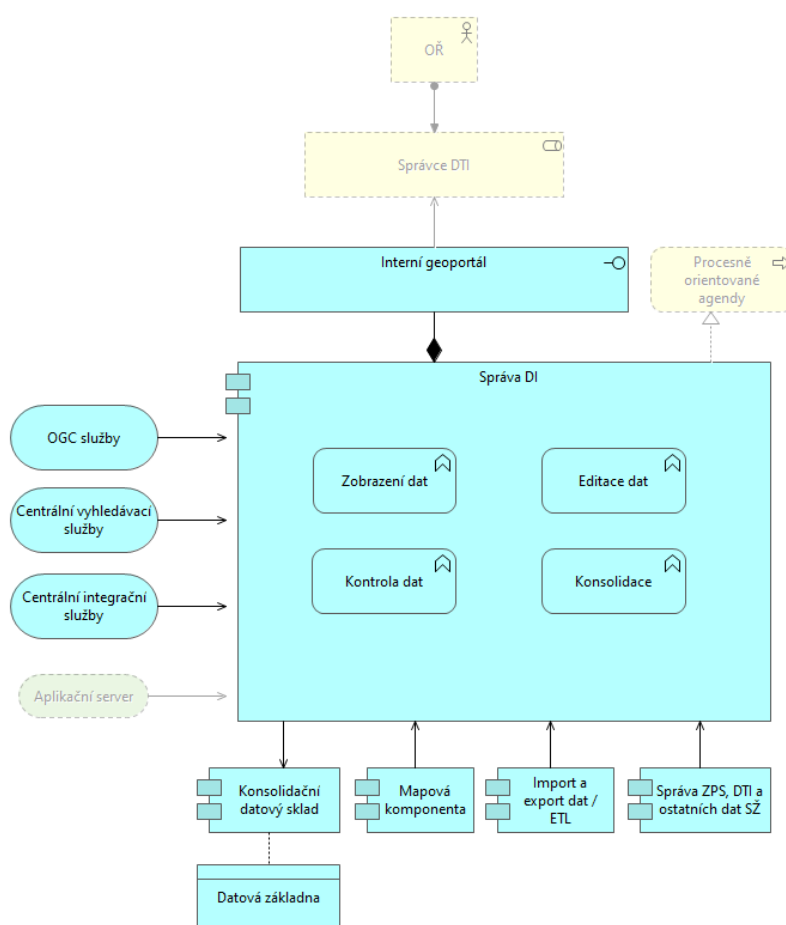 OŘ
Správce DTI
Interní geoportál
Procesně
orientované
agendy
Správa DI
OGC služby
Zobrazení dat
Editace dat
Centrální vyhledávací
služby
Kontrola dat
Konsolidace
Centrální integrační
služby
Aplikační server
Konsolidační
datový sklad
Mapová
komponenta
Import a
export dat /
ETL
Správa ZPS, DTI a
ostatních dat SŽ
Datová základna